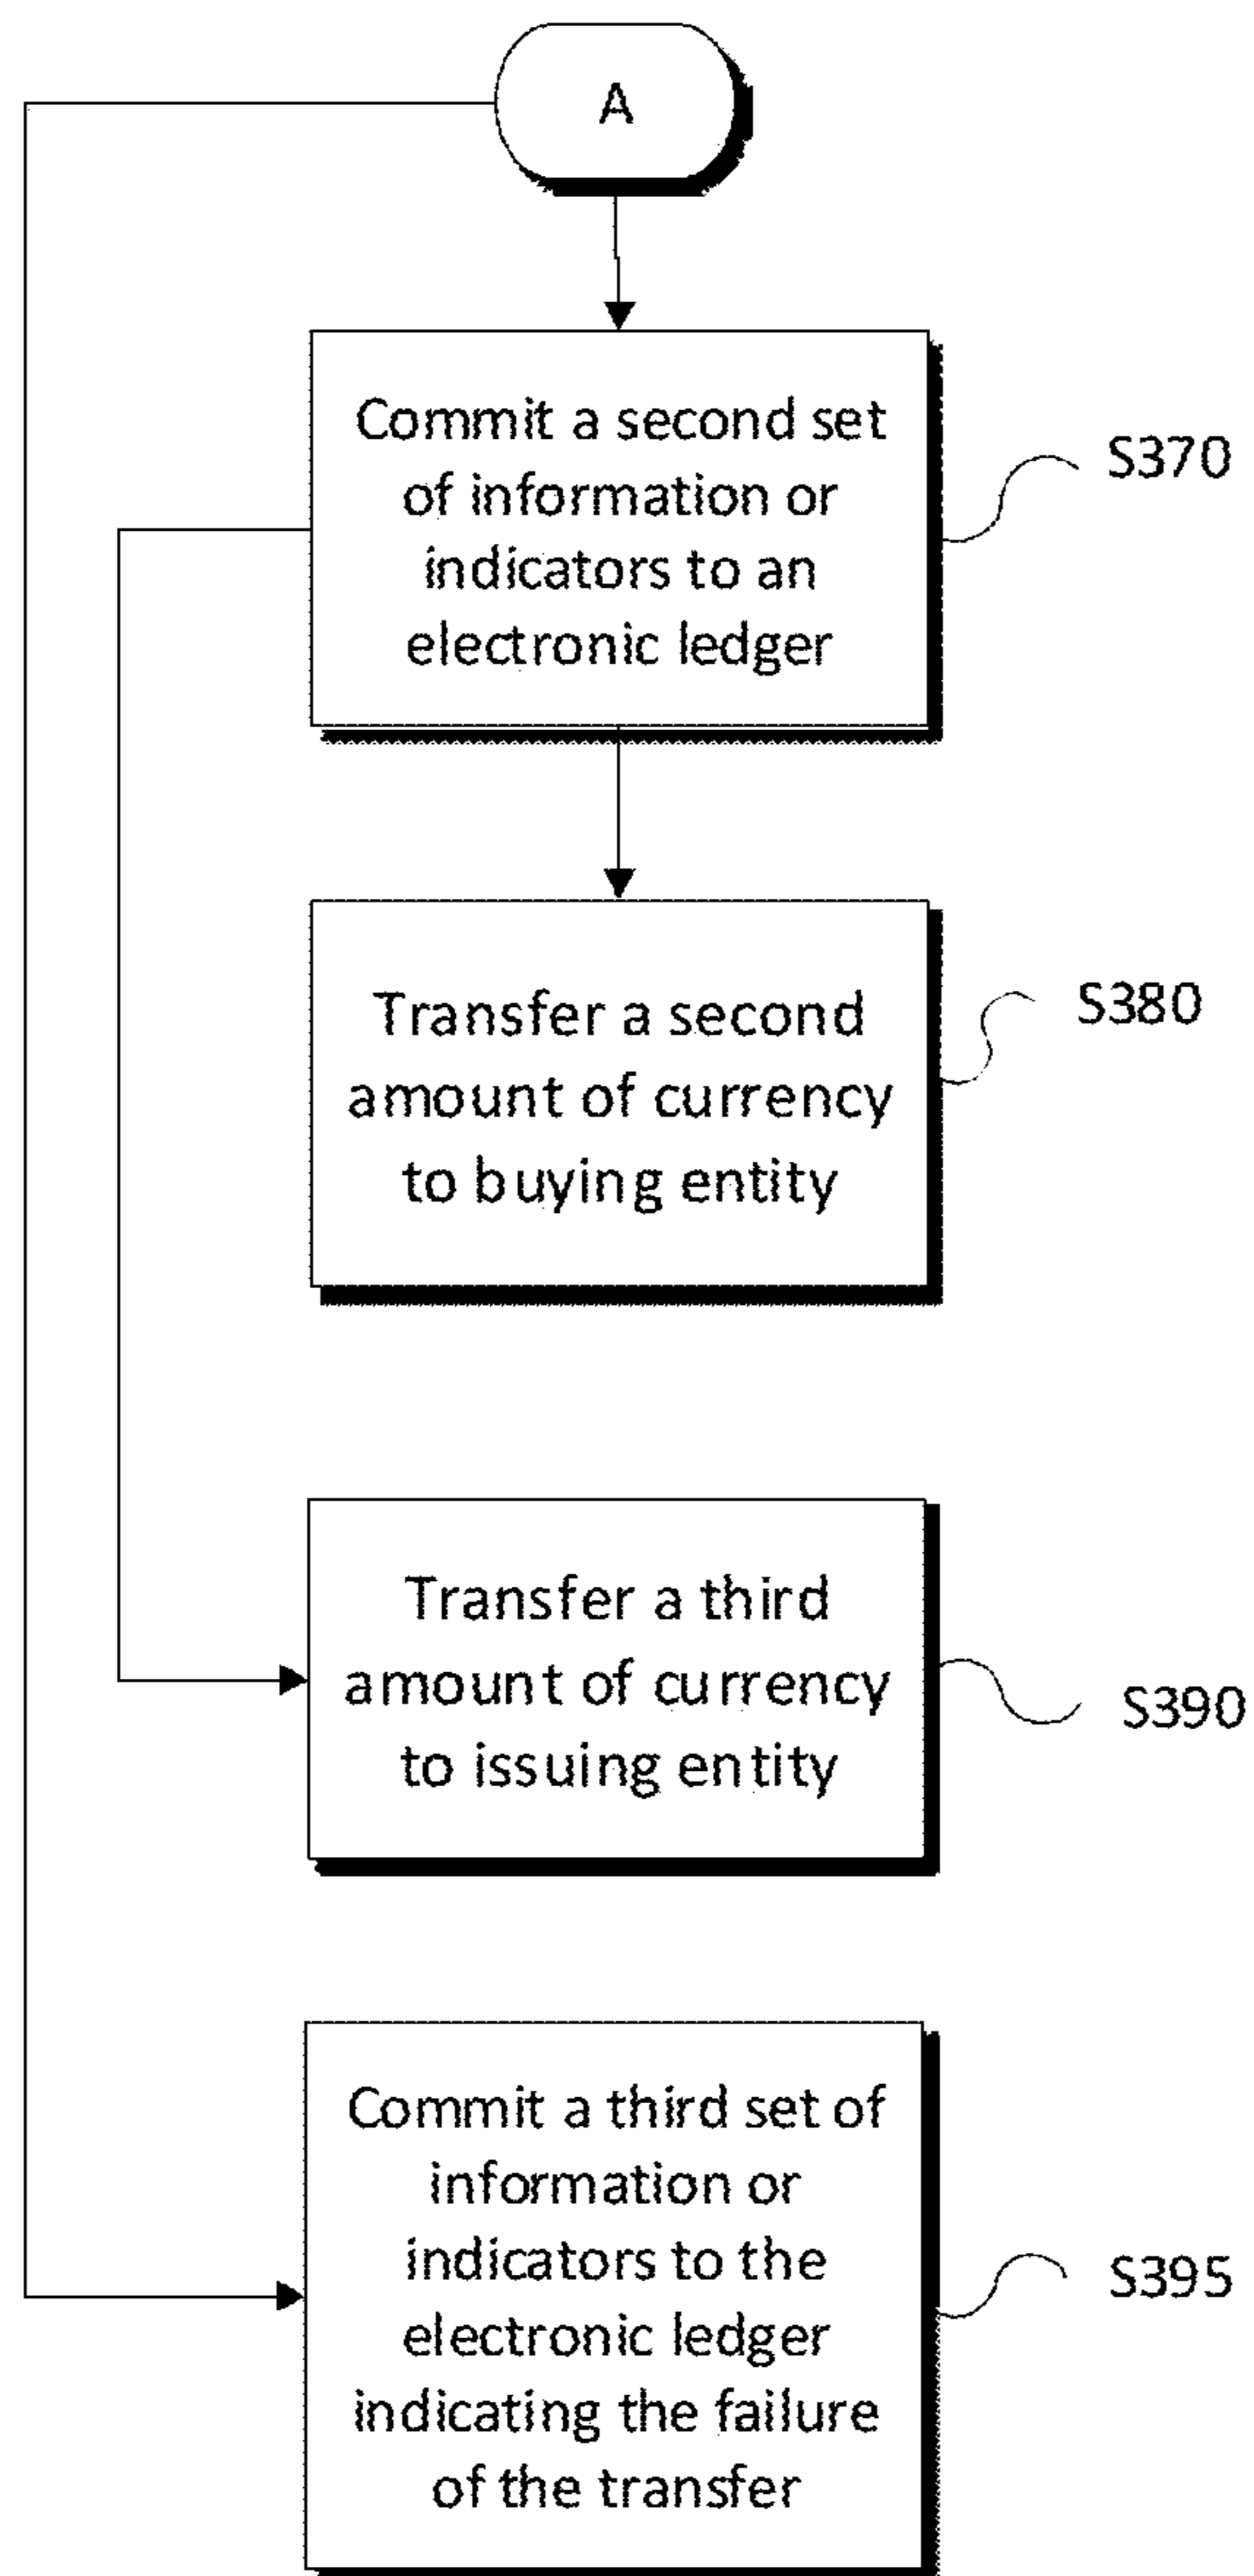 A
Commit a second set
of information or
indicators to an
electronic ledger
S370
Transfer a second
amount of currency
to buying entity
S380
Transfer a third
amount of currency
to issuing entity
S390
Commit a third set of
information or
indicators to the
electronic ledger
indicating the failure
of the transfer
S395